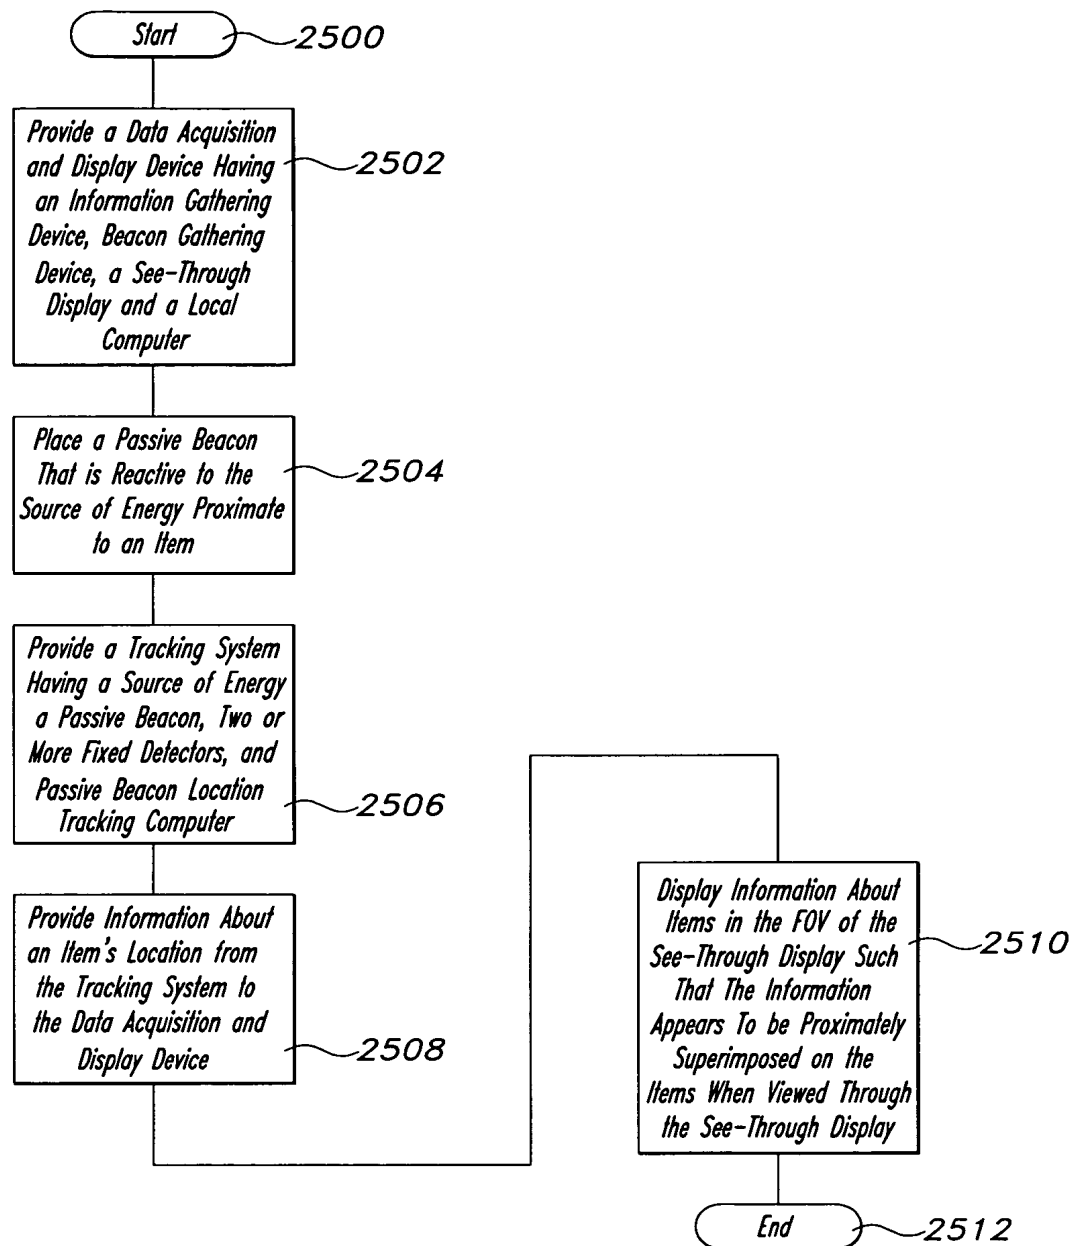 Start
2500
Provide a Data Acquisition
and Display Device Having
an Information Gathering
Device, Beacon Gathering
Device, a See-Through
Display and a Local
Computer
2502
Place a Passive Beacon
That is Reactive to the
Source of Energy Proximate
to an Item
2504
Provide a Tracking System
Having a Source of Energy
a Passive Beacon, Two or
More Fixed Detectors, and
Passive Beacon Location
Tracking Computer
2506
Provide Information About
an Item's Location from
the Tracking System to
the Data Acquisition and
Display Device
2508
Display Information About
Items in the FOV of the
See-Through Display Such
That The Information
Appears To be Proximately
Superimposed on the
Items When Viewed Through
the See-Through Display
2510
End
2512